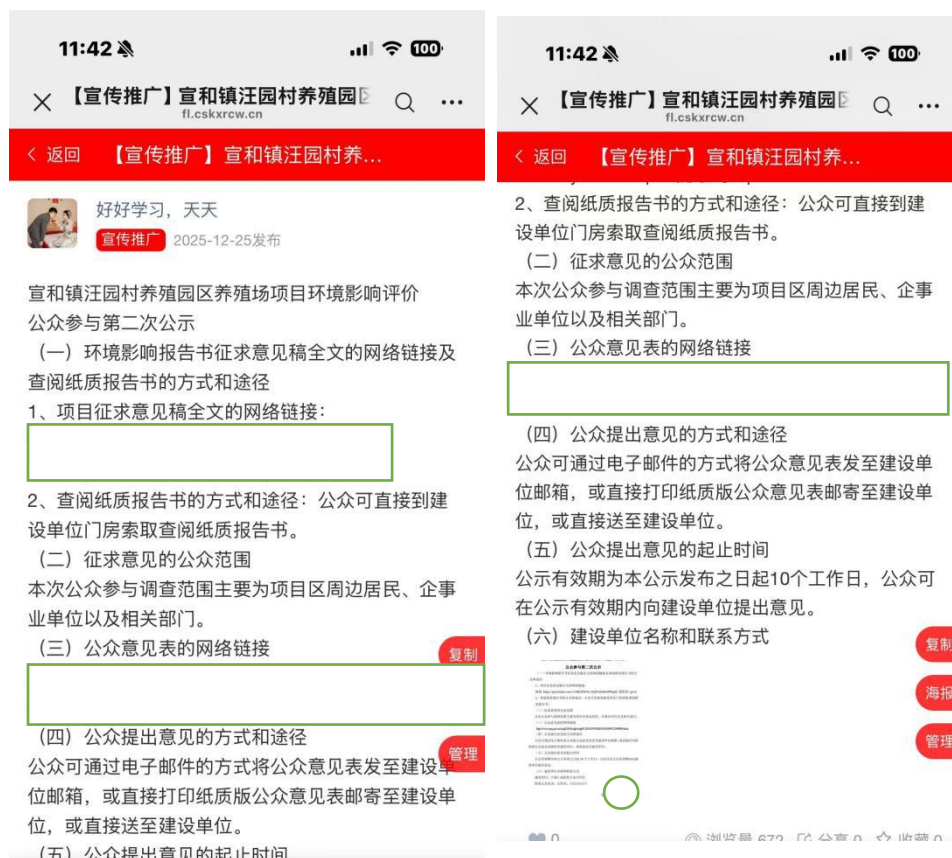 11:42
100
【宣传推广】宣和镇汪园村养殖园区
fl.cskxrcw.cn
返回 【宣传推广】宣和镇汪园村养...
好好学习，天天
宣传推广 2025-12-25发布
宣和镇汪园村养殖园区养殖场项目环境影响评价
公众参与第二次公示
（一）环境影响报告书征求意见稿全文的网络链接及
查阅纸质报告书的方式和途径
1、项目征求意见稿全文的网络链接：
2、查阅纸质报告书的方式和途径：公众可直接到建
设单位门房索取查阅纸质报告书。
（二）征求意见的公众范围
本次公众参与调查范围主要为项目区周边居民、企事
业单位以及相关部门。
（三）公众意见表的网络链接
复制
（四）公众提出意见的方式和途径
管理
公众可通过电子邮件的方式将公众意见表发至建设单
位邮箱，或直接打印纸质版公众意见表邮寄至建设单
位，或直接送至建设单位。
（五）公众提出意见的起止时间
11:42
100
【宣传推广】宣和镇汪园村养殖园区
fl.cskxrcw.cn
返回 【宣传推广】宣和镇汪园村养...
2、查阅纸质报告书的方式和途径：公众可直接到建
设单位门房索取查阅纸质报告书。
（二）征求意见的公众范围
本次公众参与调查范围主要为项目区周边居民、企事
业单位以及相关部门。
（三）公众意见表的网络链接
（四）公众提出意见的方式和途径
公众可通过电子邮件的方式将公众意见表发至建设单
位邮箱，或直接打印纸质版公众意见表邮寄至建设单
位，或直接送至建设单位。
（五）公众提出意见的起止时间
公示有效期为本公示发布之日起10个工作日，公众可
在公示有效期内向建设单位提出意见。
（六）建设单位名称和联系方式
复制
海报
管理
公众参与第二次公示
0 浏览量 672 分享 0 收藏 0